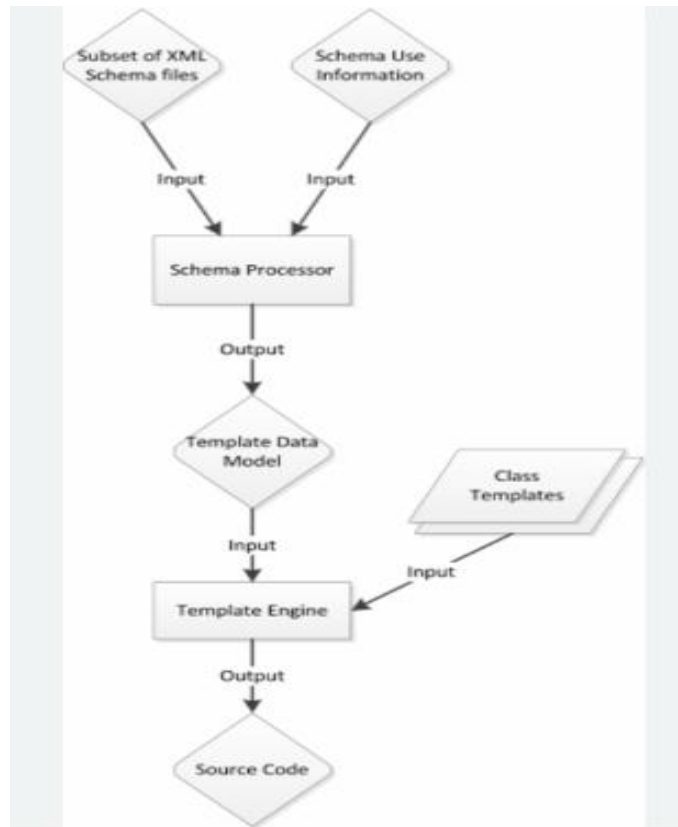 Subset of XML
Schema files
Schema Use
Information
Input
Input
Schema Processor
Output
Template Data
Model
Class
Templates
Input
Input
Template Engine
Output
Source Code